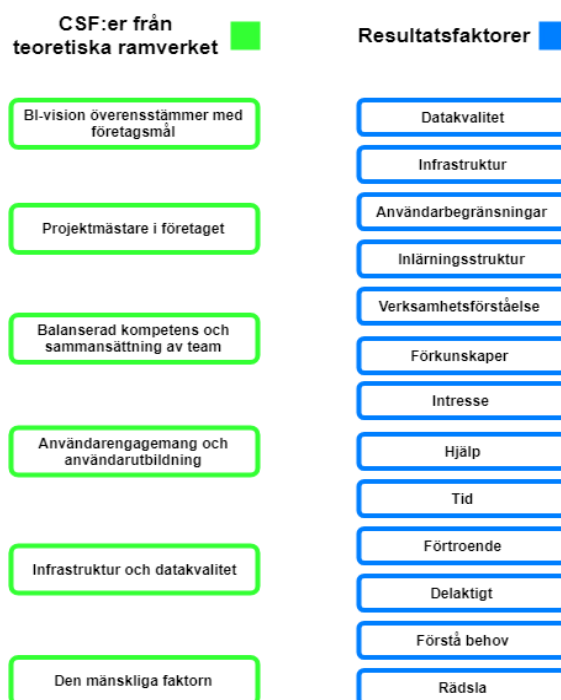 CSF:er från
teoretiska ramverket
BI-vision överensstämmer med
företagsmål
Projektmästare i företaget
Balanserad kompetens och
sammansättning av team
Användarengagemang och
användarutbildning
Infrastruktur och datakvalitet
Den mänskliga faktorn
Resultatsfaktorer
Datakvalitet
Infrastruktur
Användarbegränsningar
Inlärningsstruktur
Verksamhetsförståelse
Förkunskaper
Intresse
Hjälp
Tid
Förtroende
Delaktigt
Förstå behov
Rädsla